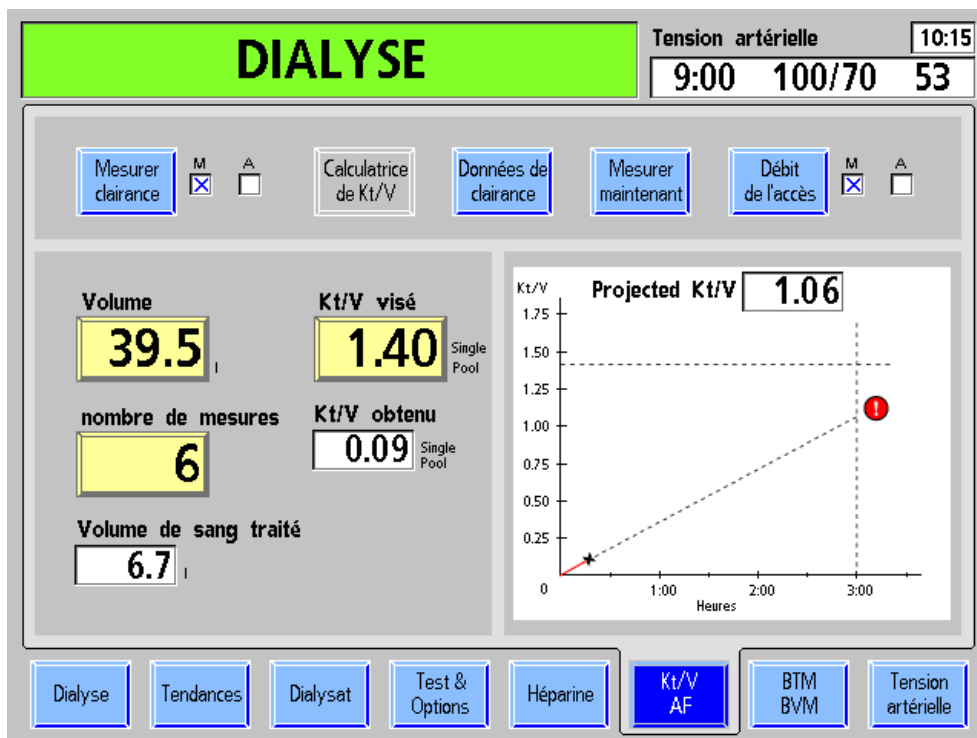 DIALYSE
Tension artérielle
10:15
9:00 100/70 53
Mesurer
clairance
M
A
Calculatrice
de Kt/V
Données de
clairance
Mesurer
maintenant
Débit
de l'accès
M
A
Volume
39.5 l
Kt/V visé
1.40 Single
Pool
nombre de mesures
6
Kt/V obtenu
0.09 Single
Pool
Volume de sang traité
6.7 l
Kt/V
Projected Kt/V 1.06
1.75
1.50
1.25
1.00
0.75
0.50
0.25
0
1:00
2:00
3:00
Heures
!
Dialyse
Tendances
Dialysat
Test &
Options
Héparine
Kt/V
AF
BTM
BVM
Tension
artérielle